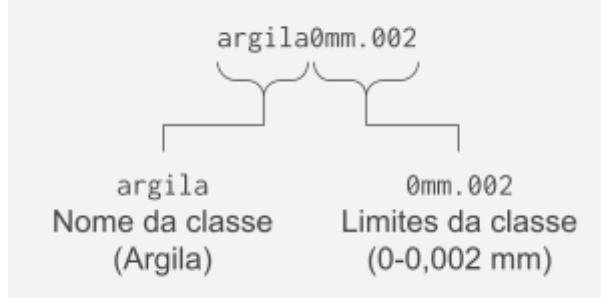 argila0mm.002
argila
Nome da classe
(Argila)
0mm.002
Limites da classe
(0-0,002 mm)